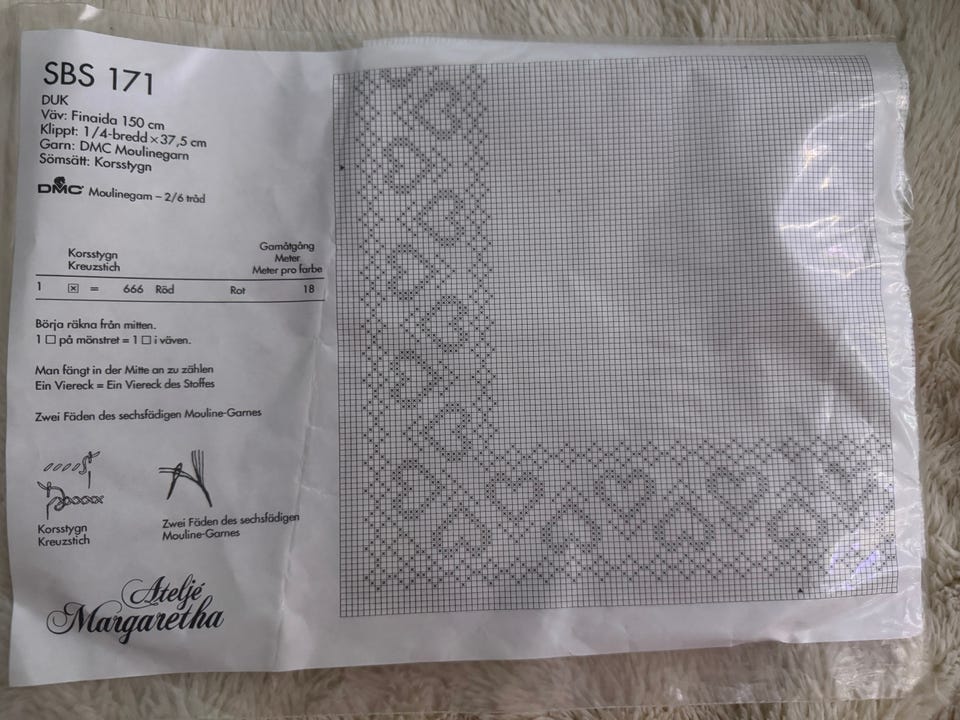 SBS 171
DUK
Väv: Finaida 150 cm
Klippt: 1/4-bredd × 37,5 cm
Garn: DMC Moulinegarn
Sömsätt: Korsstygn
DMC Moulinegarn – 2/6 tråd
Korsstygn
Kreuzstich
Garnåtgång
Meter
Meter pro farbe
1 ☒ = 666 Röd Rot 18
Börja räkna från mitten.
1 □ på mönstret = 1 □ i väven.
Man fängt in der Mitte an zu zählen
Ein Viereck = Ein Viereck des Stoffes
Zwei Fäden des sechsfädigen Mouline-Garnes
Korsstygn
Kreuzstich
Zwei Fäden des sechsfädigen
Mouline-Garnes
Ateljé
Margaretha